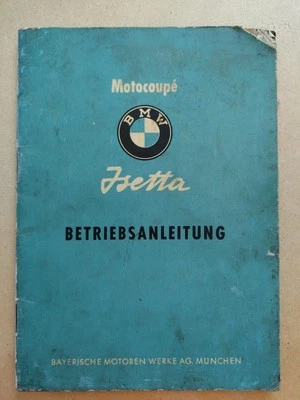 Motocoupé
BMW
Isetta
BETRIEBSANLEITUNG
BAYERISCHE MOTOREN WERKE AG. MÜNCHEN